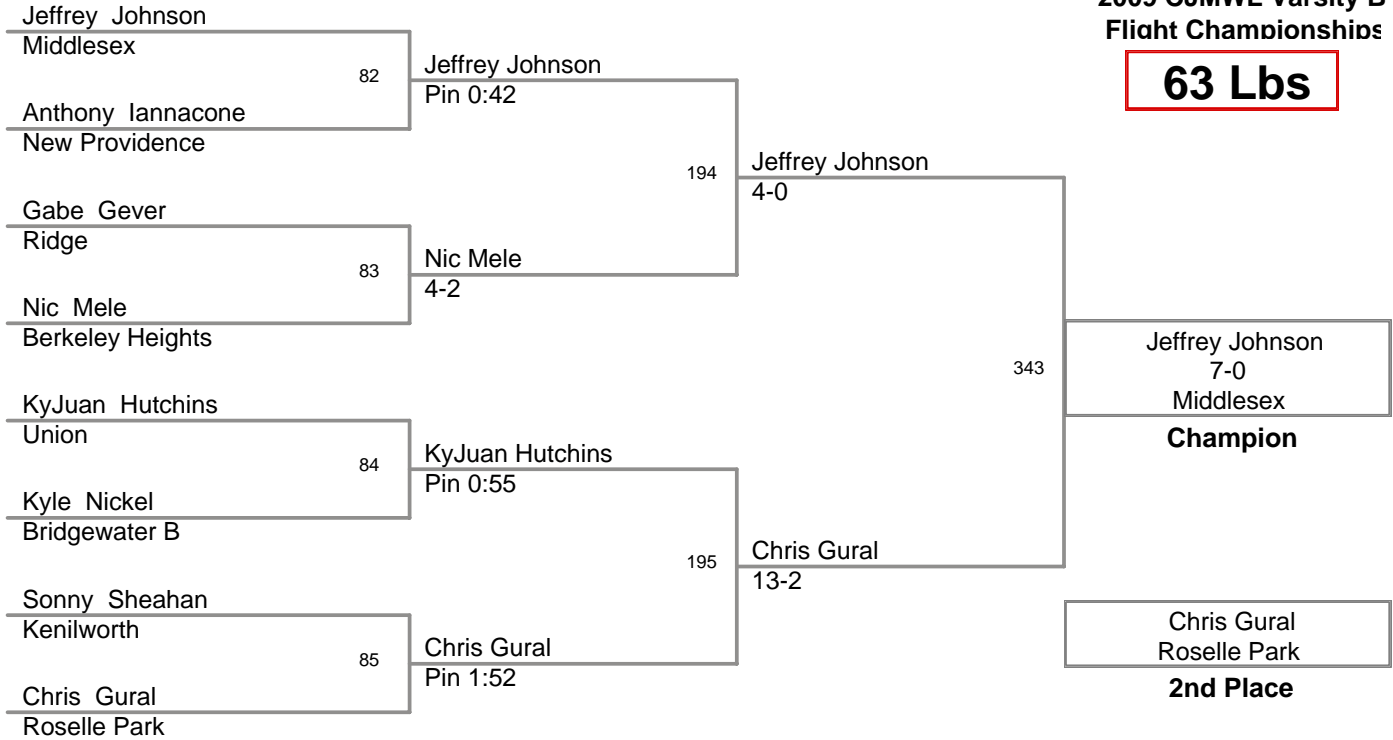 2009 CJMWL Varsity B
Flight Championships
63 Lbs
Jeffrey Johnson
Middlesex
82
Anthony Iannacone
New Providence
Jeffrey Johnson
Pin 0:42
Gabe Gever
Ridge
83
Nic Mele
Berkeley Heights
Nic Mele
4-2
194
Jeffrey Johnson
4-0
KyJuan Hutchins
Union
84
Kyle Nickel
Bridgewater B
KyJuan Hutchins
Pin 0:55
Sonny Sheahan
Kenilworth
85
Chris Gural
Roselle Park
Chris Gural
Pin 1:52
195
Chris Gural
13-2
343
Jeffrey Johnson
7-0
Middlesex
Champion
Chris Gural
Roselle Park
2nd Place